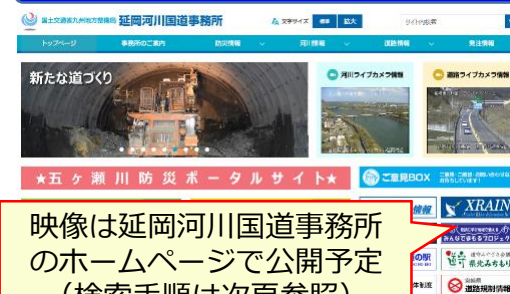 国土交通省九州地方整備局 延岡河川国道事務所
文字サイズ 標準 拡大
サイト内検索
トップページ 事務所のご案内 防災情報 河川情報 道路情報 発注情報
新たな道づくり
河川ライブカメラ情報
道路ライブカメラ情報
★五ヶ瀬川防災ポータルサイト★
ご意見BOX
XRAIN
映像は延岡河川国道事務所
のホームページで公開予定
（検索手順は次頁参照）
道路規制情報